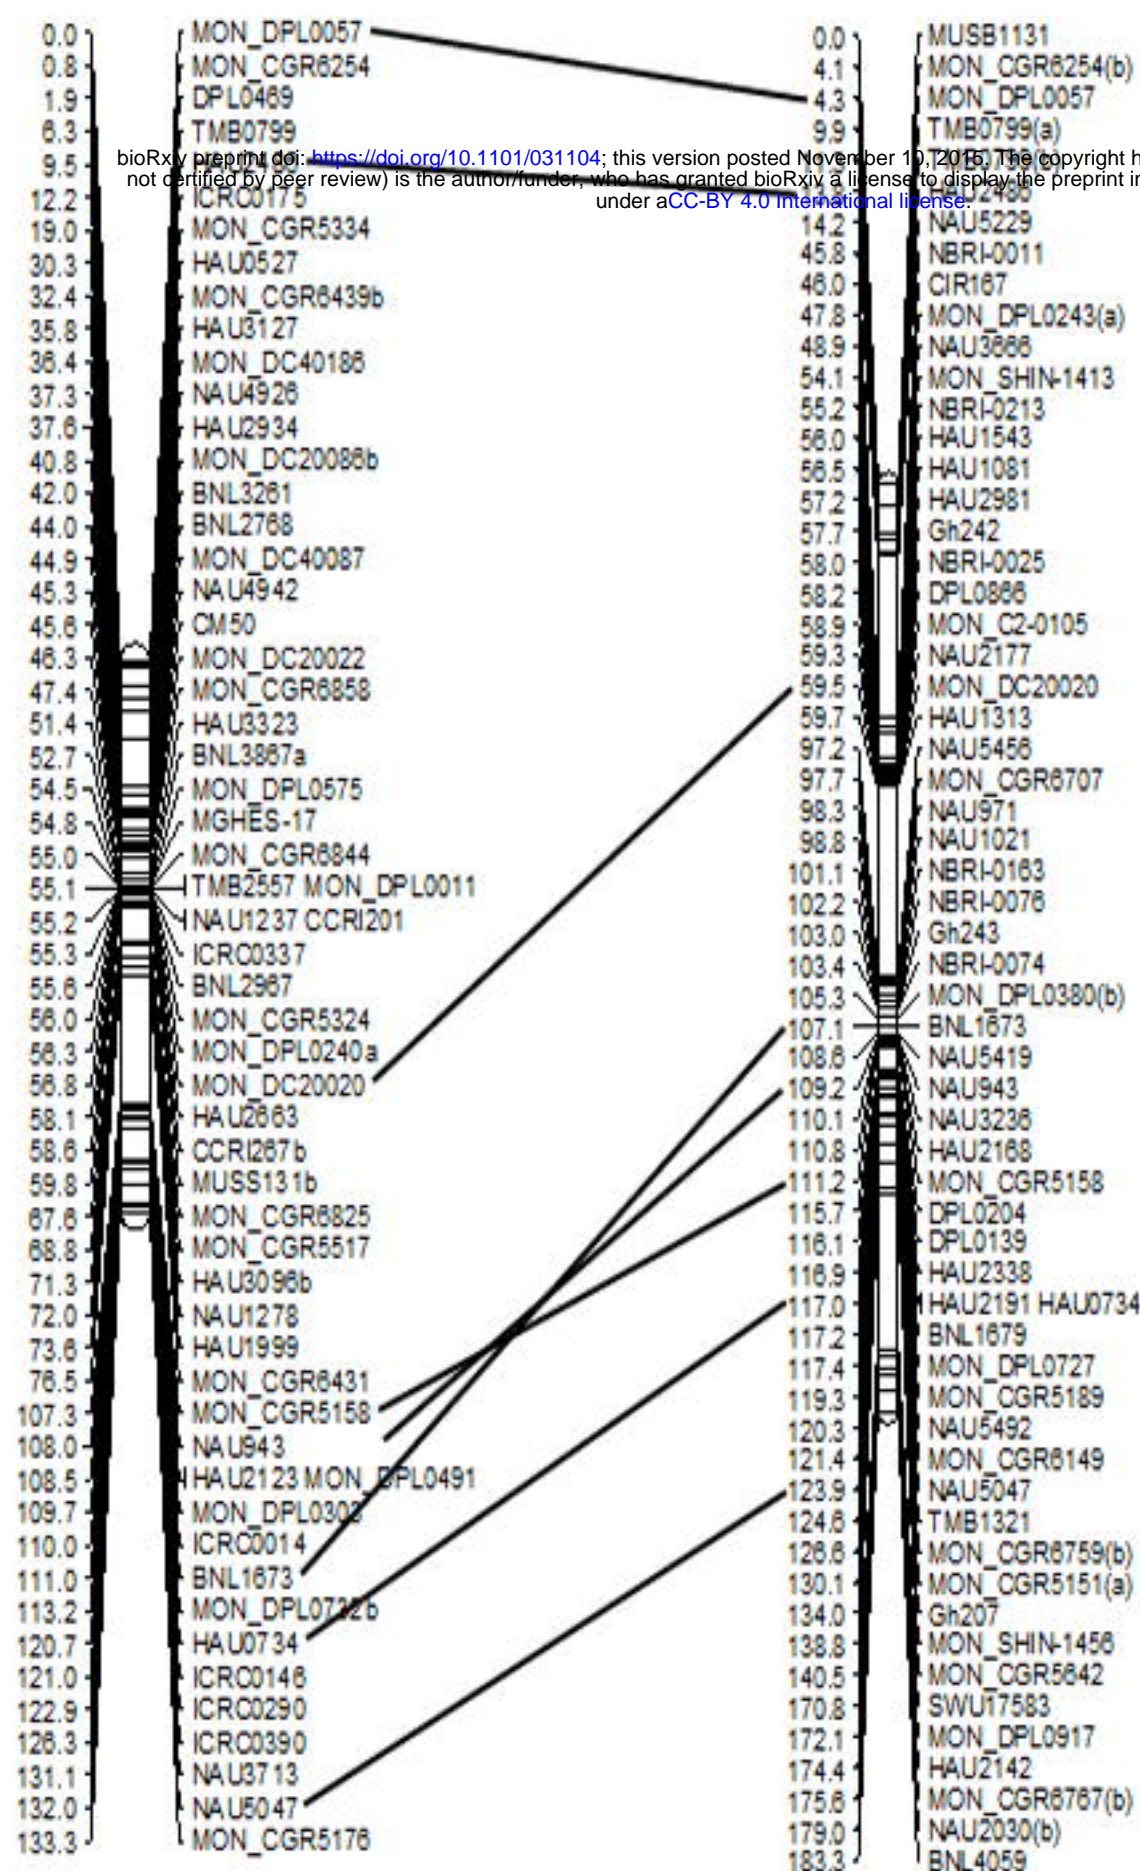 0.0 MON_DPL0057
0.8 MON_CGR6254
1.9 DPL0469
6.3 TMB0799
9.5
12.2 ICRC0175
19.0 MON_CGR5334
30.3 HAU0527
32.4 MON_CGR6439b
35.8 HAU3127
36.4 MON_DC40186
37.3 NAU4926
37.6 HAU2934
40.8 MON_DC20086b
42.0 BNL3261
44.0 BNL2768
44.9 MON_DC40087
45.3 NAU4942
45.6 CM50
46.3 MON_DC20022
47.4 MON_CGR6858
51.4 HAU3323
52.7 BNL3867a
54.5 MON_DPL0575
54.8 MGHES-17
55.0 MON_CGR6844
55.1 TMB2557 MON_DPL0011
55.2 NAU1237 CCRI201
55.3 ICRC0337
55.6 BNL2967
56.0 MON_CGR5324
56.3 MON_DPL0240a
56.8 MON_DC20020
58.1 HAU2663
58.6 CCRI267b
59.8 MUSS131b
67.6 MON_CGR6825
68.8 MON_CGR5517
71.3 HAU3096b
72.0 NAU1278
73.6 HAU1999
76.5 MON_CGR6431
107.3 MON_CGR5158
108.0 NAU943
108.5 HAU2123 MON_DPL0491
109.7 MON_DPL0303
110.0 ICRC0014
111.0 BNL1673
113.2 MON_DPL0732b
120.7 HAU0734
121.0 ICRC0146
122.9 ICRC0290
126.3 ICRC0390
131.1 NAU3713
132.0 NAU5047
133.3 MON_CGR5176
0.0 MUSB1131
4.1 MON_CGR6254(b)
4.3 MON_DPL0057
9.9 TMB0799(a)
bioRxiv preprint doi: https://doi.org/10.1101/031104; this version posted November 10, 2015. The copyright h
not certified by peer review) is the author/funder, who has granted bioRxiv a license to display the preprint in
under aCC-BY 4.0 International license.
14.2 NAU5229
45.8 NBRI-0011
46.0 CIR167
47.8 MON_DPL0243(a)
48.9 NAU3666
54.1 MON_SHIN-1413
55.2 NBRI-0213
56.0 HAU1543
56.5 HAU1081
57.2 HAU2981
57.7 Gh242
58.0 NBRI-0025
58.2 DPL0866
58.9 MON_C2-0105
59.3 NAU2177
59.5 MON_DC20020
59.7 HAU1313
97.2 NAU5456
97.7 MON_CGR6707
98.3 NAU971
98.8 NAU1021
101.1 NBRI-0163
102.2 NBRI-0076
103.0 Gh243
103.4 NBRI-0074
105.3 MON_DPL0380(b)
107.1 BNL1673
108.6 NAU5419
109.2 NAU943
110.1 NAU3236
110.8 HAU2168
111.2 MON_CGR5158
115.7 DPL0204
116.1 DPL0139
116.9 HAU2338
117.0 HAU2191 HAU0734
117.2 BNL1679
117.4 MON_DPL0727
119.3 MON_CGR5189
120.3 NAU5492
121.4 MON_CGR6149
123.9 NAU5047
124.6 TMB1321
126.6 MON_CGR6759(b)
130.1 MON_CGR5151(a)
134.0 Gh207
138.8 MON_SHIN-1456
140.5 MON_CGR5642
170.8 SWU17583
172.1 MON_DPL0917
174.4 HAU2142
175.6 MON_CGR6767(b)
179.0 NAU2030(b)
183.3 BNL4059